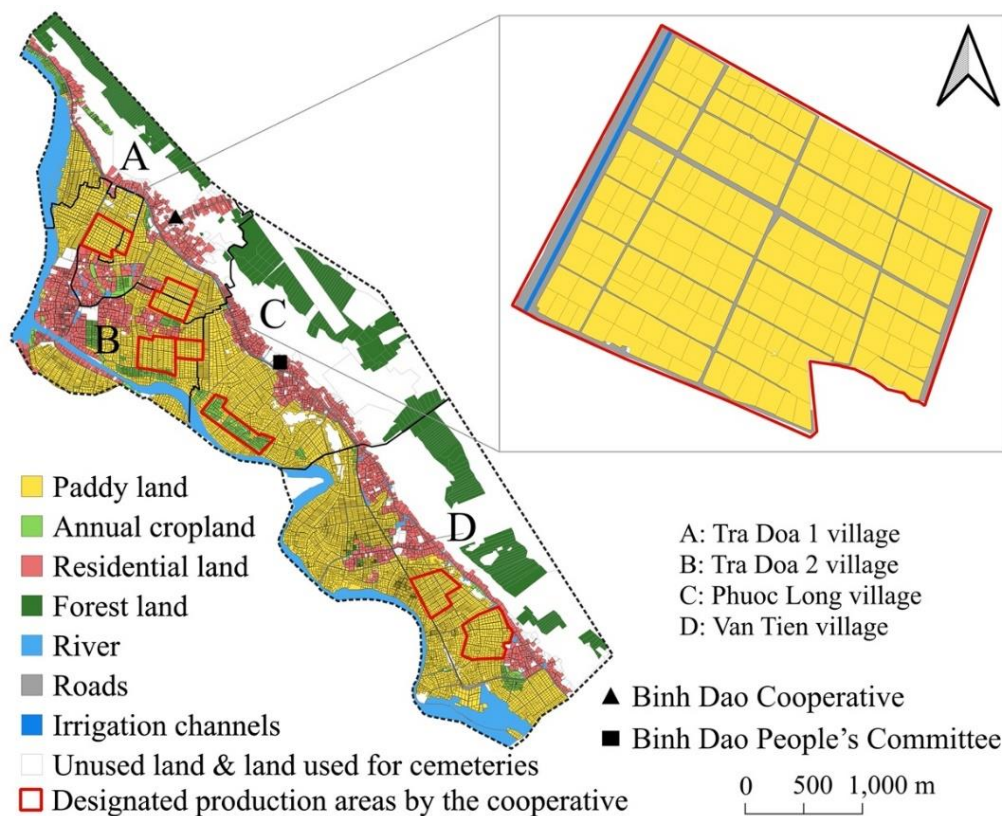 A
B
C
D
Paddy land
Annual cropland
Residential land
Forest land
River
Roads
Irrigation channels
Unused land & land used for cemeteries
Designated production areas by the cooperative
A: Tra Doa 1 village
B: Tra Doa 2 village
C: Phuoc Long village
D: Van Tien village
Binh Dao Cooperative
Binh Dao People's Committee
0 500 1,000 m